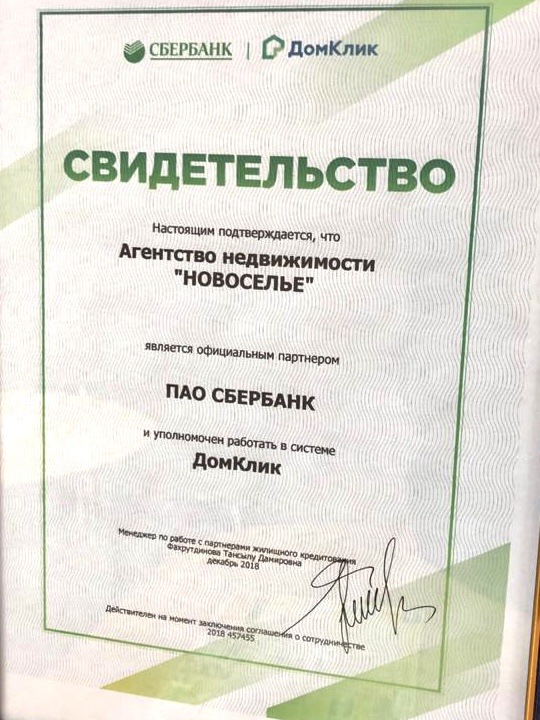 СБЕРБАНК | ДомКлик
СВИДЕТЕЛЬСТВО
Настоящим подтверждается, что
Агентство недвижимости
"НОВОСЕЛЬЕ"
является официальным партнером
ПАО СБЕРБАНК
и уполномочен работать в системе
ДомКлик
Менеджер по работе с партнерами жилищного кредитования
Фахрутдинова Тансылу Дамировна
декабрь 2018
Действителен на момент заключения соглашения о сотрудничестве
2018 457455